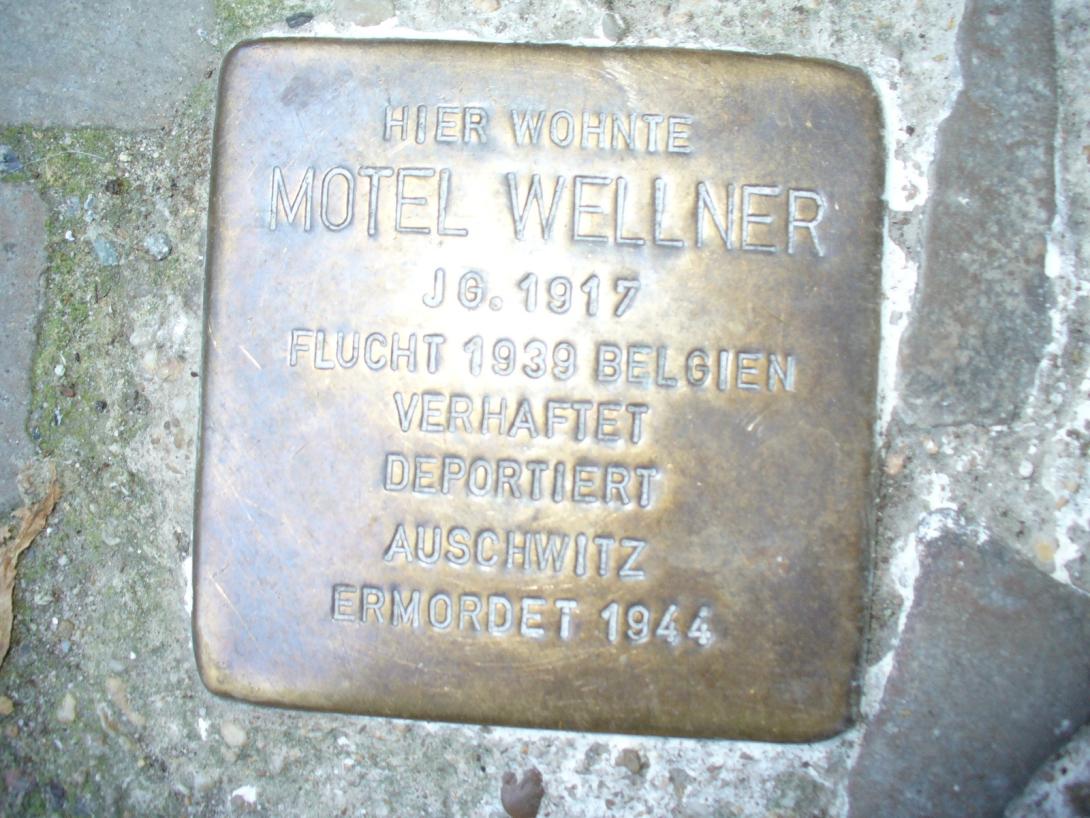 HIER WOHNTE
MOTEL WELLNER
JG. 1917
FLUCHT 1939 BELGIEN
VERHAFTET
DEPORTIERT
AUSCHWITZ
ERMORDET 1944